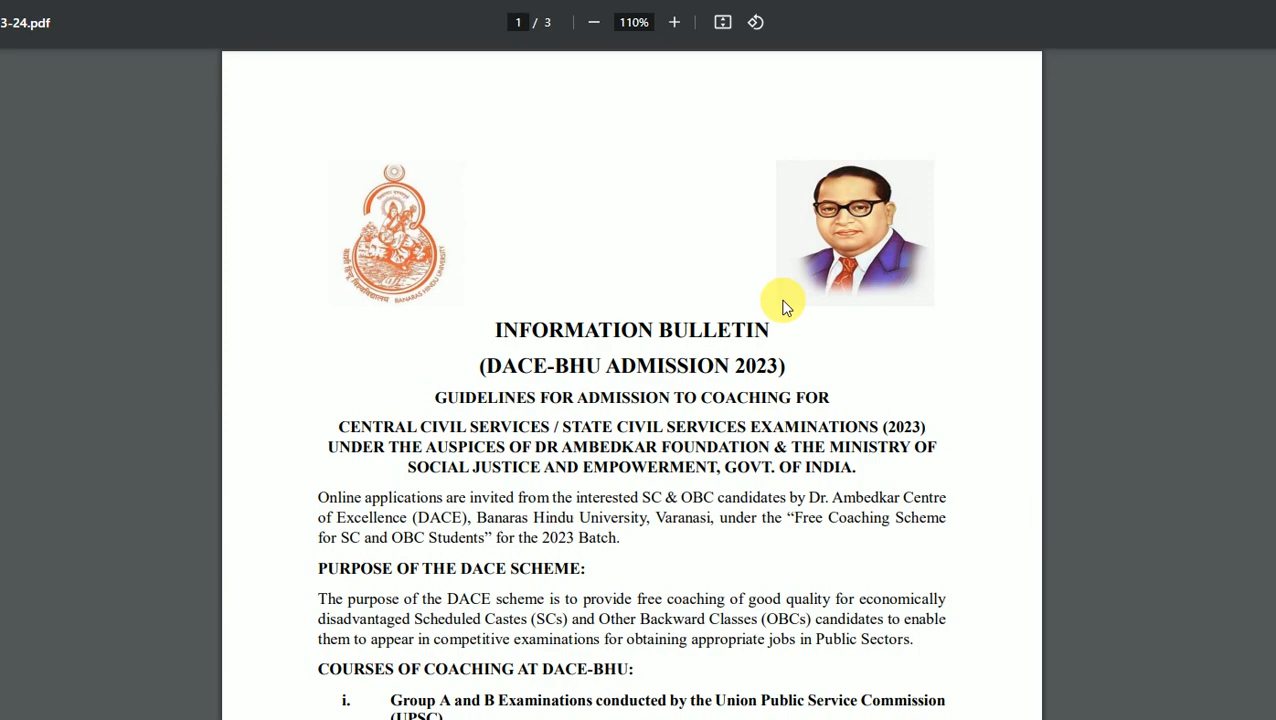 3-24.pdf
1 / 3
110%
काशी हिन्दू विश्वविद्यालय BANARAS HINDU UNIVERSITY
INFORMATION BULLETIN
(DACE-BHU ADMISSION 2023)
GUIDELINES FOR ADMISSION TO COACHING FOR
CENTRAL CIVIL SERVICES / STATE CIVIL SERVICES EXAMINATIONS (2023)
UNDER THE AUSPICES OF DR AMBEDKAR FOUNDATION & THE MINISTRY OF
SOCIAL JUSTICE AND EMPOWERMENT, GOVT. OF INDIA.
Online applications are invited from the interested SC & OBC candidates by Dr. Ambedkar Centre
of Excellence (DACE), Banaras Hindu University, Varanasi, under the “Free Coaching Scheme
for SC and OBC Students” for the 2023 Batch.
PURPOSE OF THE DACE SCHEME:
The purpose of the DACE scheme is to provide free coaching of good quality for economically
disadvantaged Scheduled Castes (SCs) and Other Backward Classes (OBCs) candidates to enable
them to appear in competitive examinations for obtaining appropriate jobs in Public Sectors.
COURSES OF COACHING AT DACE-BHU:
i. Group A and B Examinations conducted by the Union Public Service Commission
(UPSC)